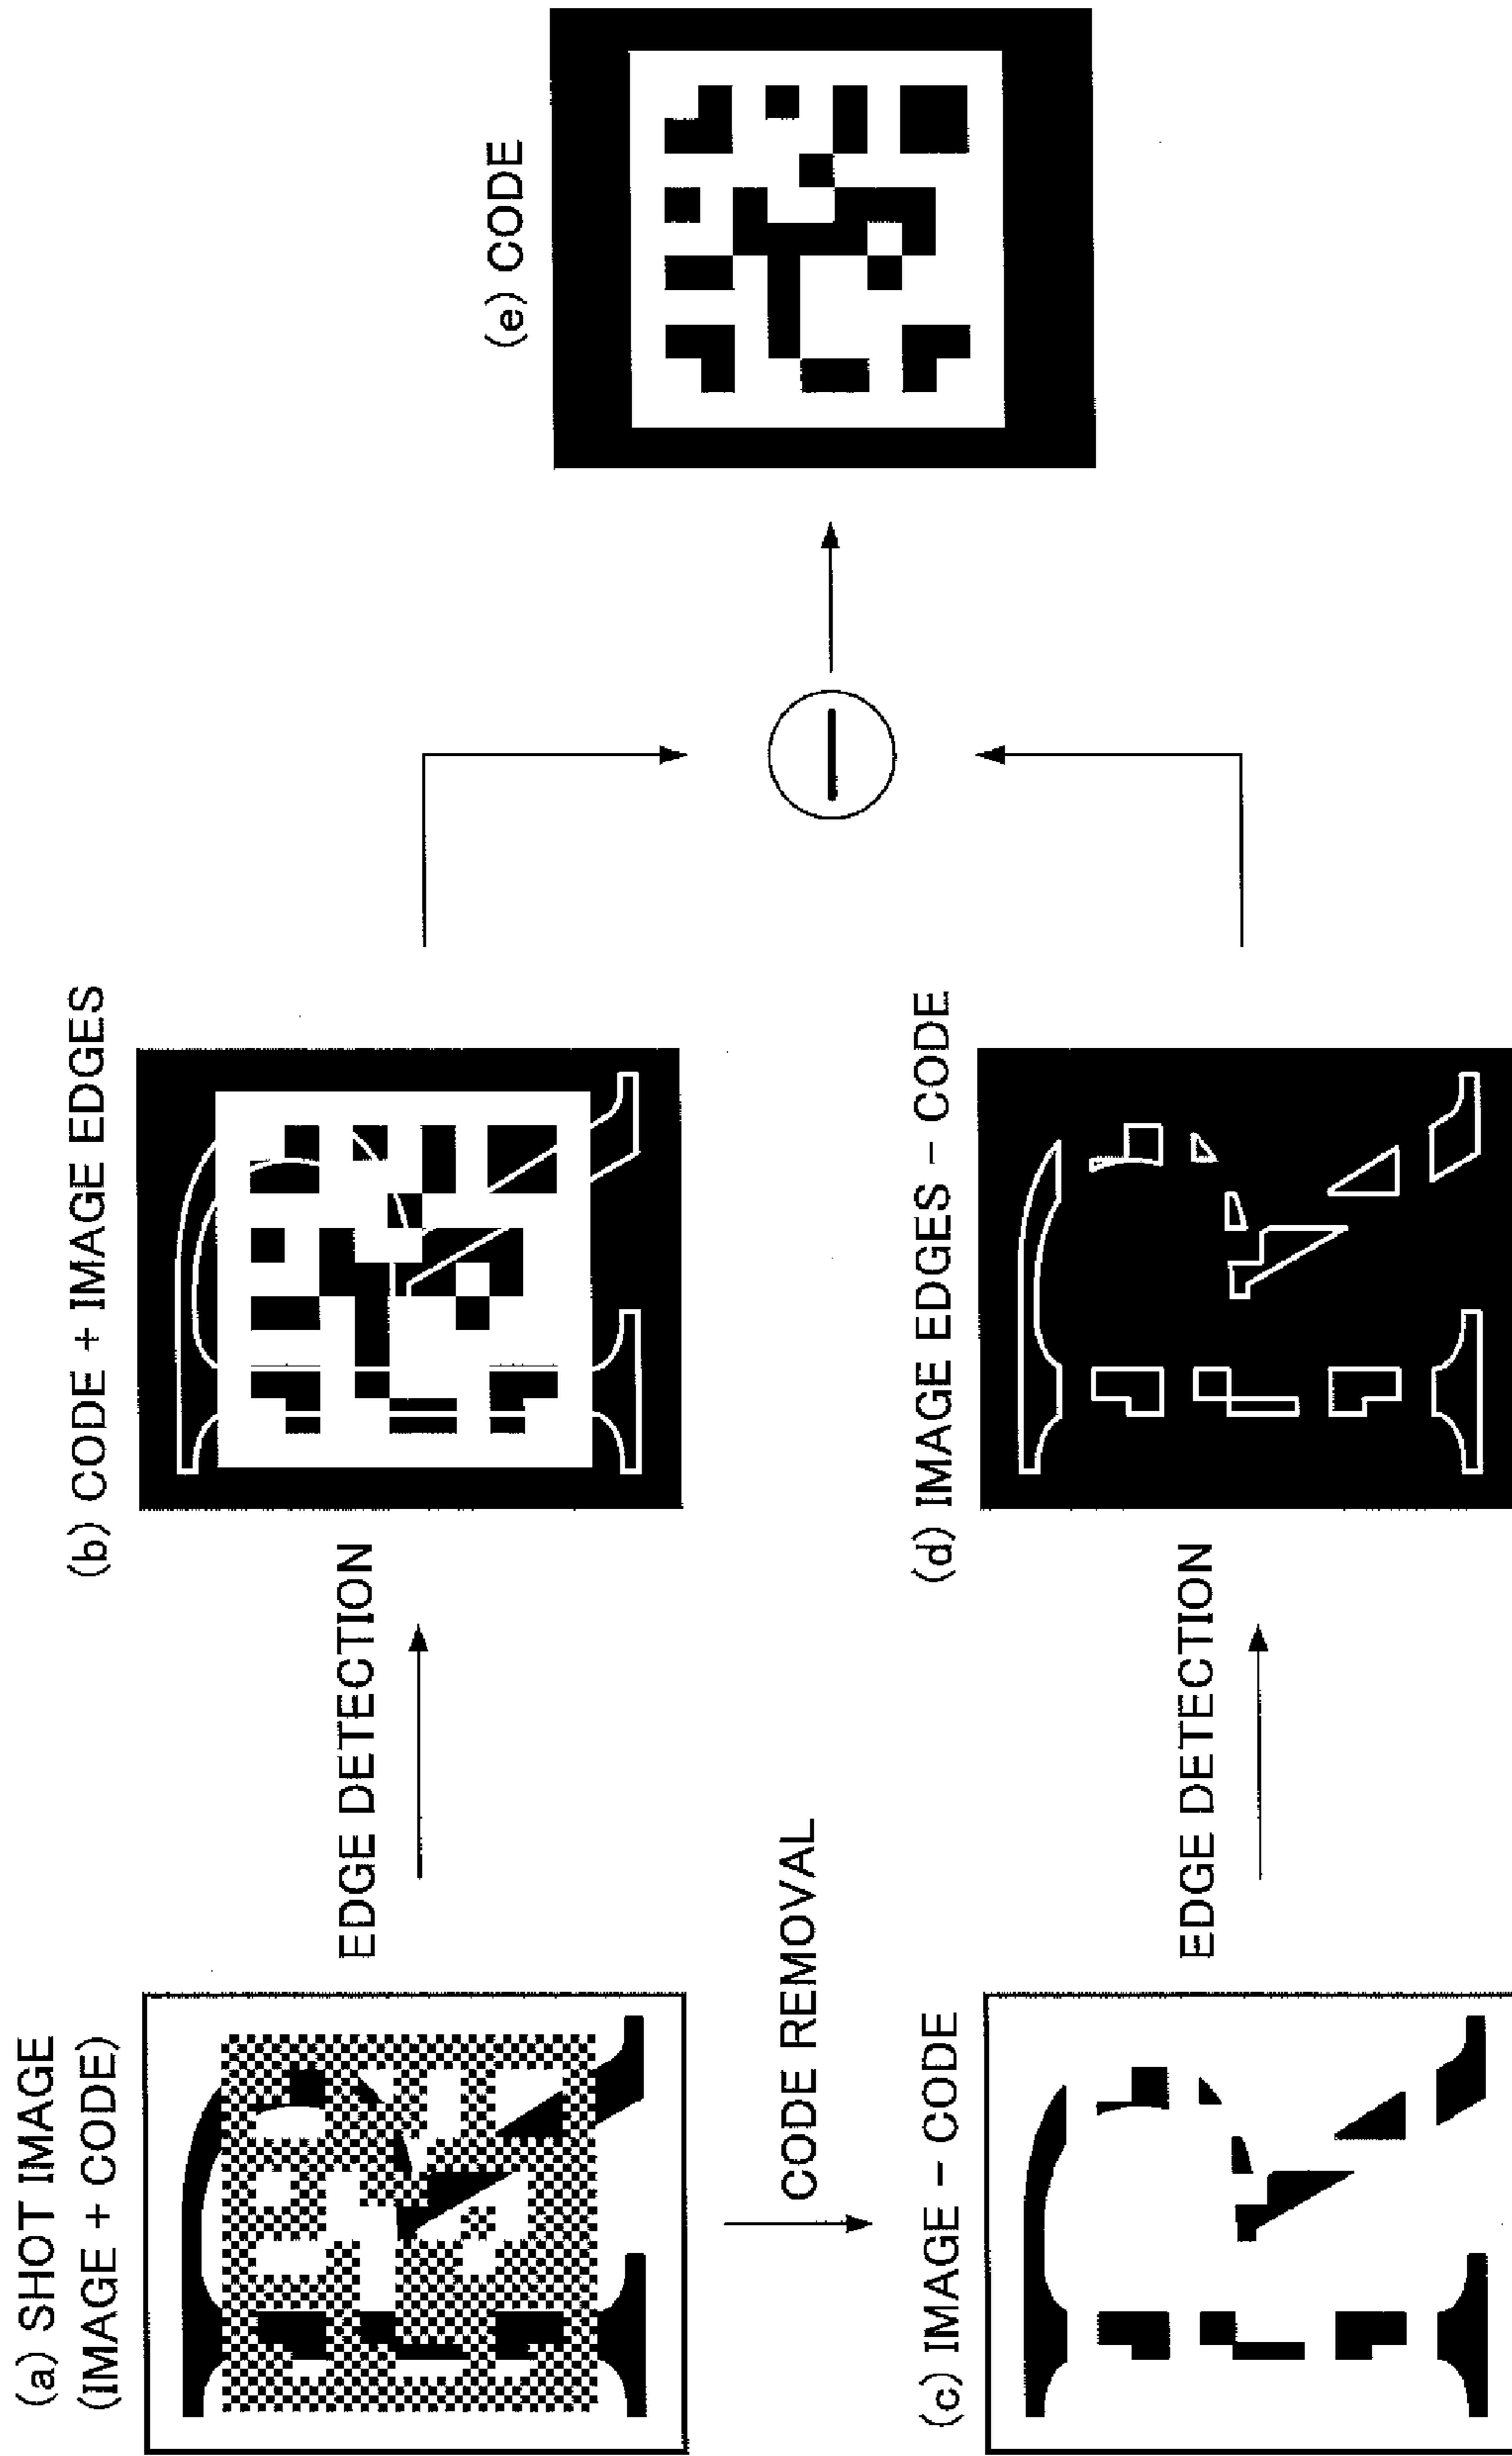 (a) SHOT IMAGE
(IMAGE + CODE)
EDGE DETECTION
(b) CODE + IMAGE EDGES
CODE REMOVAL
(c) IMAGE − CODE
EDGE DETECTION
(d) IMAGE EDGES − CODE
(e) CODE